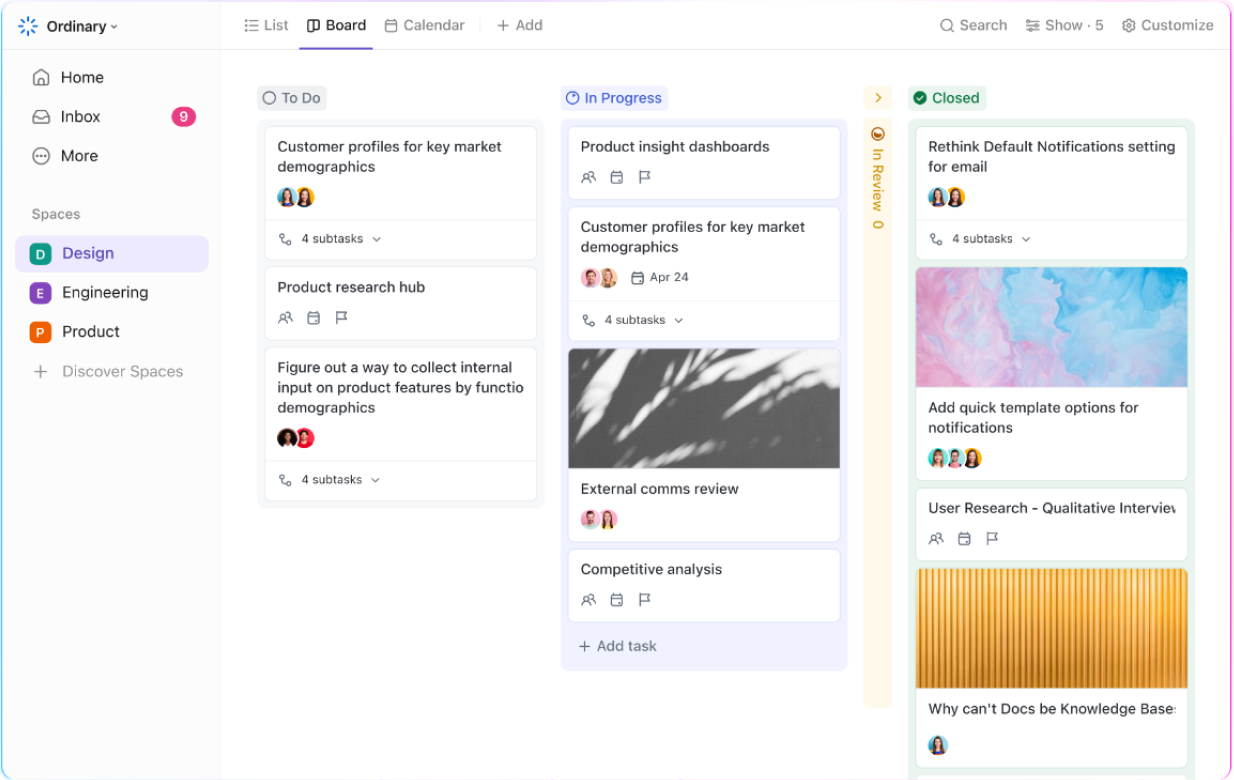 Ordinary
List
Board
Calendar
Add
Search
Show · 5
Customize
Home
Inbox
9
More
Spaces
D
Design
E
Engineering
P
Product
Discover Spaces
To Do
Customer profiles for key market
demographics
4 subtasks
Product research hub
Figure out a way to collect internal
input on product features by functio
demographics
4 subtasks
In Progress
Product insight dashboards
Customer profiles for key market
demographics
Apr 24
4 subtasks
External comms review
Competitive analysis
Add task
In Review 0
Closed
Rethink Default Notifications setting
for email
4 subtasks
Add quick template options for
notifications
User Research - Qualitative Interview
Why can't Docs be Knowledge Base